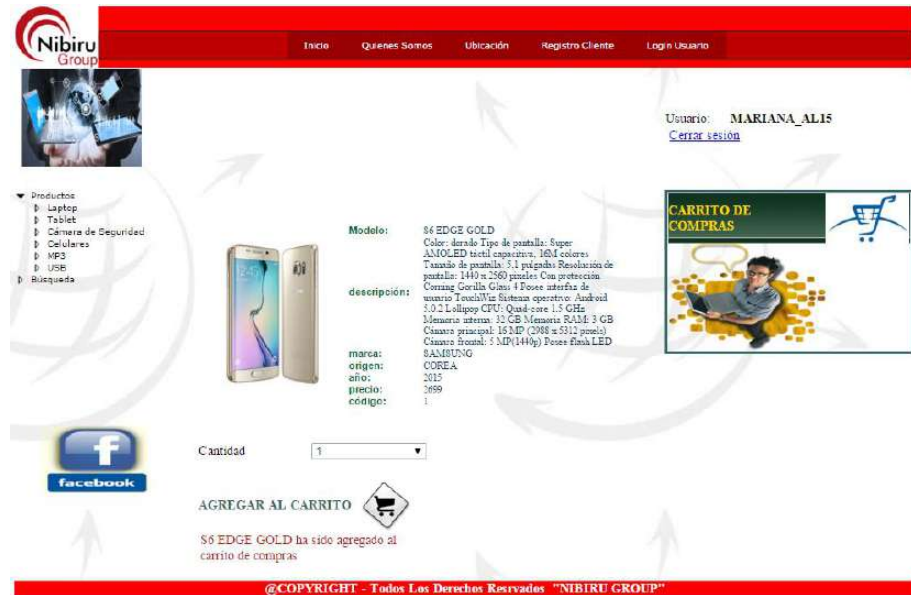 Nibiru
Group
Inicio Quienes Somos Ubicación Registro Cliente Login Usuario
Usuario: MARIANA_AL15
Cerrar sesión
Productos
Laptop
Tablet
Cámara de Seguridad
Celulares
MP3
USB
Búsqueda
Modelo: S6 EDGE GOLD
descripción:
Color: dorado Tipo de pantalla: Super
AMOLED táctil capacitiva, 16M colores
Tamaño de pantalla: 5.1 pulgadas Resolución de
pantalla: 1440 x 2560 pixeles Con protección
Corning Gorilla Glass 4 Posee interfaz de
usuario TouchWiz Sistema operativo: Android
5.0.2 Lollipop CPU: Quad-core 1.5 GHz
Memoria interna: 32 GB Memoria RAM: 3 GB
Cámara principal: 16 MP (2988 x 5312 pixels)
Cámara frontal: 5 MP(1440p) Posee flash LED
marca: SAMSUNG
origen: COREA
año: 2015
precio: 2699
código: 1
CARRITO DE
COMPRAS
Cantidad 1
f
facebook
AGREGAR AL CARRITO
S6 EDGE GOLD ha sido agregado al
carrito de compras
@COPYRIGHT - Todos Los Derechos Resrvados "NIBIRU GROUP"